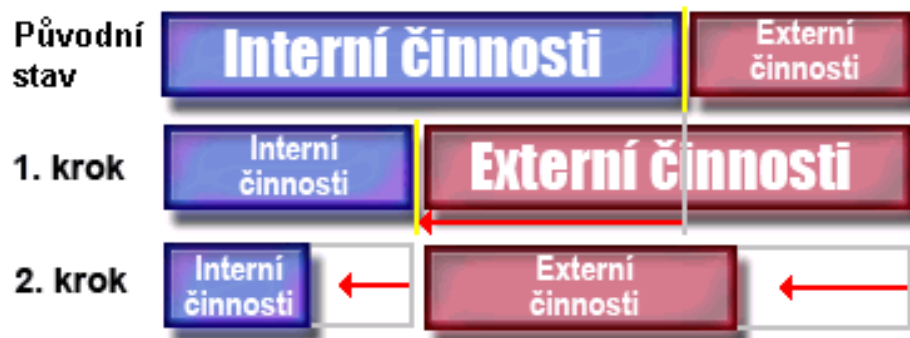 Původní
stav
Interní činnosti
Externí
činnosti
1. krok
Interní
činnosti
Externí činnosti
2. krok
Interní
činnosti
Externí
činnosti